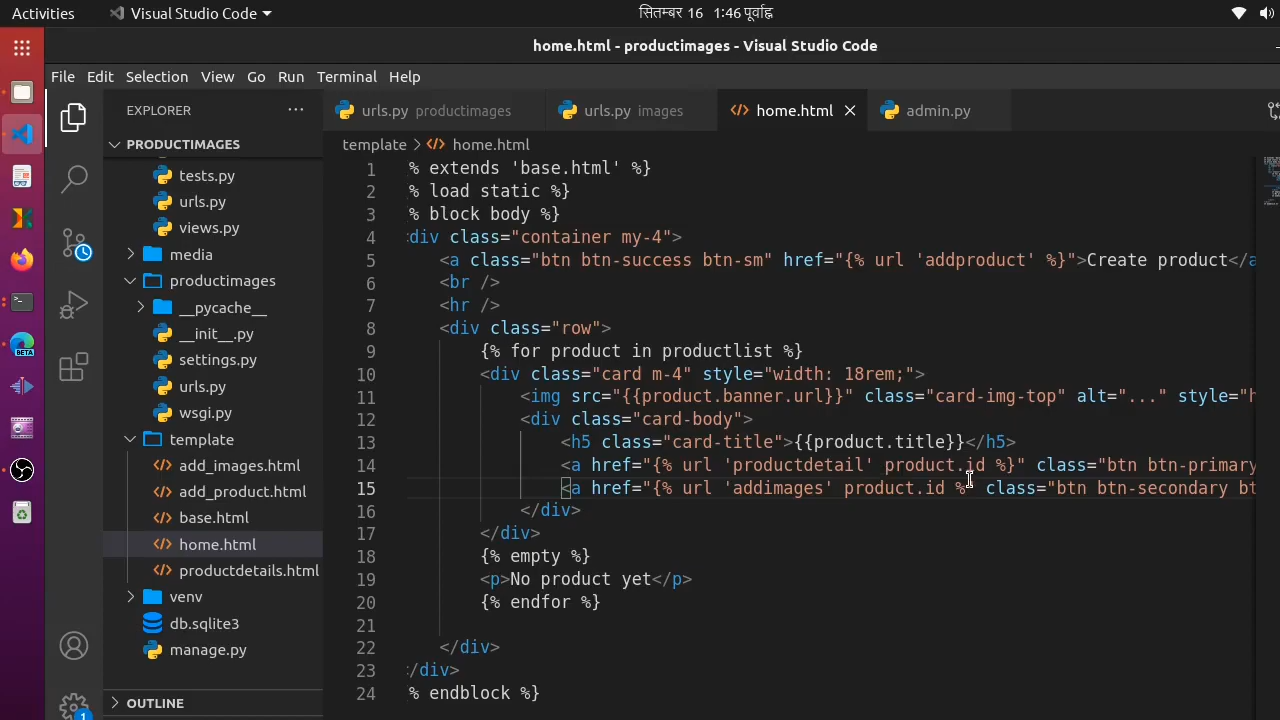 Activities
Visual Studio Code
सितम्बर 16 1:46 पूर्वाह्न
home.html - productimages - Visual Studio Code
File Edit Selection View Go Run Terminal Help
EXPLORER
PRODUCTIMAGES
tests.py
urls.py
views.py
media
productimages
__pycache__
__init__.py
settings.py
urls.py
wsgi.py
template
add_images.html
add_product.html
base.html
home.html
productdetails.html
venv
db.sqlite3
manage.py
OUTLINE
1
BETA
urls.py productimages
urls.py images
home.html
admin.py
template > home.html
1 % extends 'base.html' %}
2 % load static %}
3 % block body %}
4 div class="container my-4">
5 <a class="btn btn-success btn-sm" href="{% url 'addproduct' %}">Create product</a
6 <br />
7 <hr />
8 <div class="row">
9 {% for product in productlist %}
10 <div class="card m-4" style="width: 18rem;">
11 <img src="{{product.banner.url}}" class="card-img-top" alt="..." style="h
12 <div class="card-body">
13 <h5 class="card-title">{{product.title}}</h5>
14 <a href="{% url 'productdetail' product.id %}" class="btn btn-primary
15 <a href="{% url 'addimages' product.id %" class="btn btn-secondary bt
16 </div>
17 </div>
18 {% empty %}
19 <p>No product yet</p>
20 {% endfor %}
21
22 </div>
23 /div>
24 % endblock %}